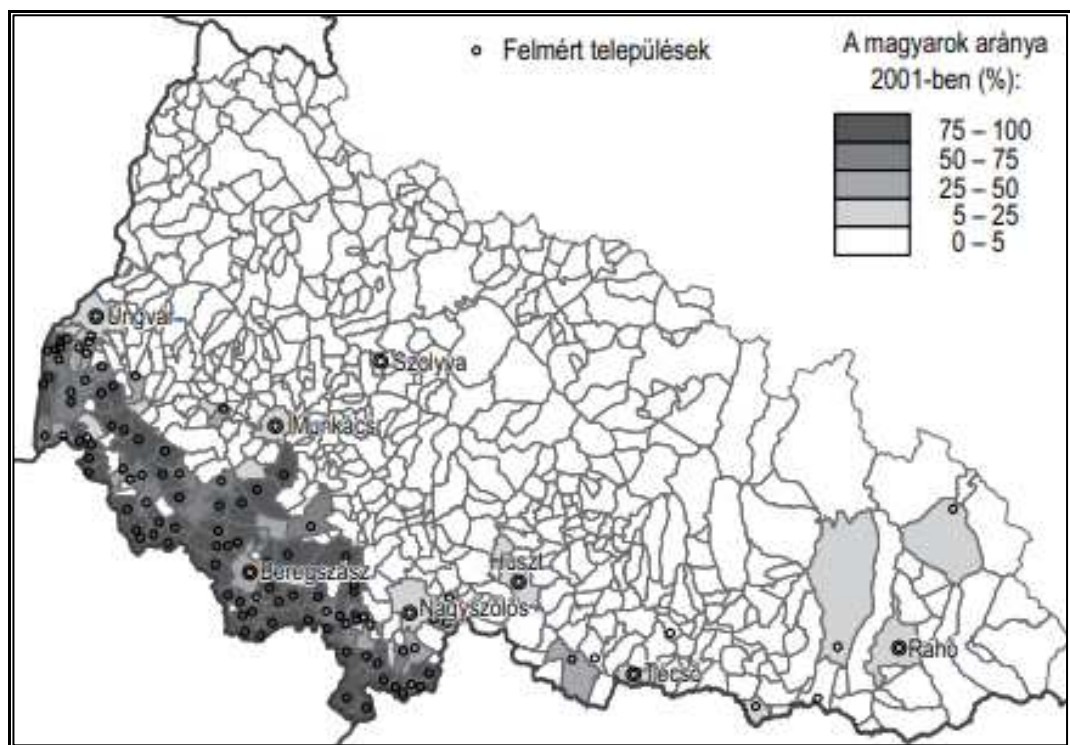 Felmért települések
A magyarok aránya
2001-ben (%):
75 – 100
50 – 75
25 – 50
5 – 25
0 – 5
Ungvár
Szolyva
Munkács
Beregszász
Huszt
Nagyszőlős
Técső
Rahó